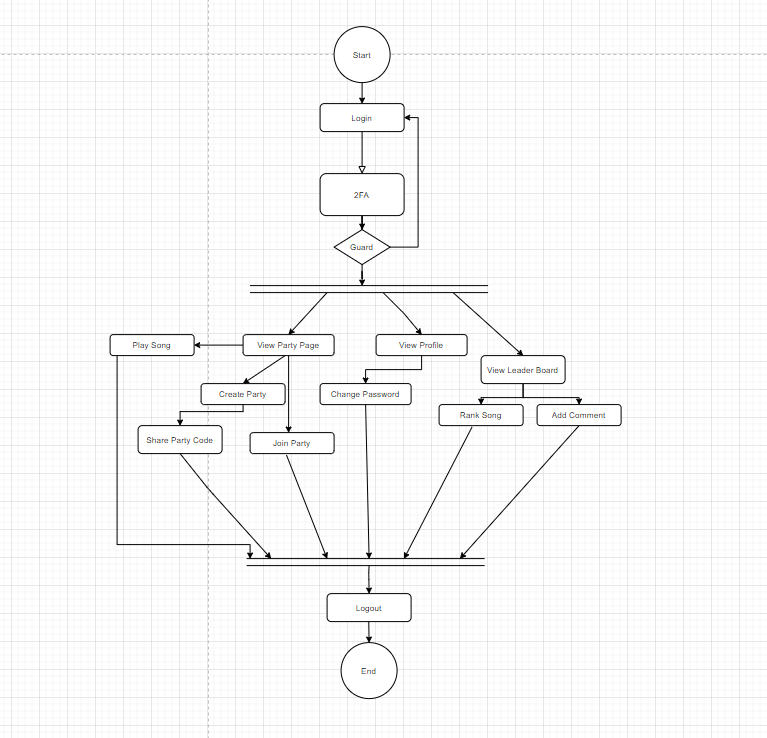 Start
Login
2FA
Guard
Play Song
View Party Page
View Profile
View Leader Board
Create Party
Change Password
Rank Song
Add Comment
Share Party Code
Join Party
Logout
End